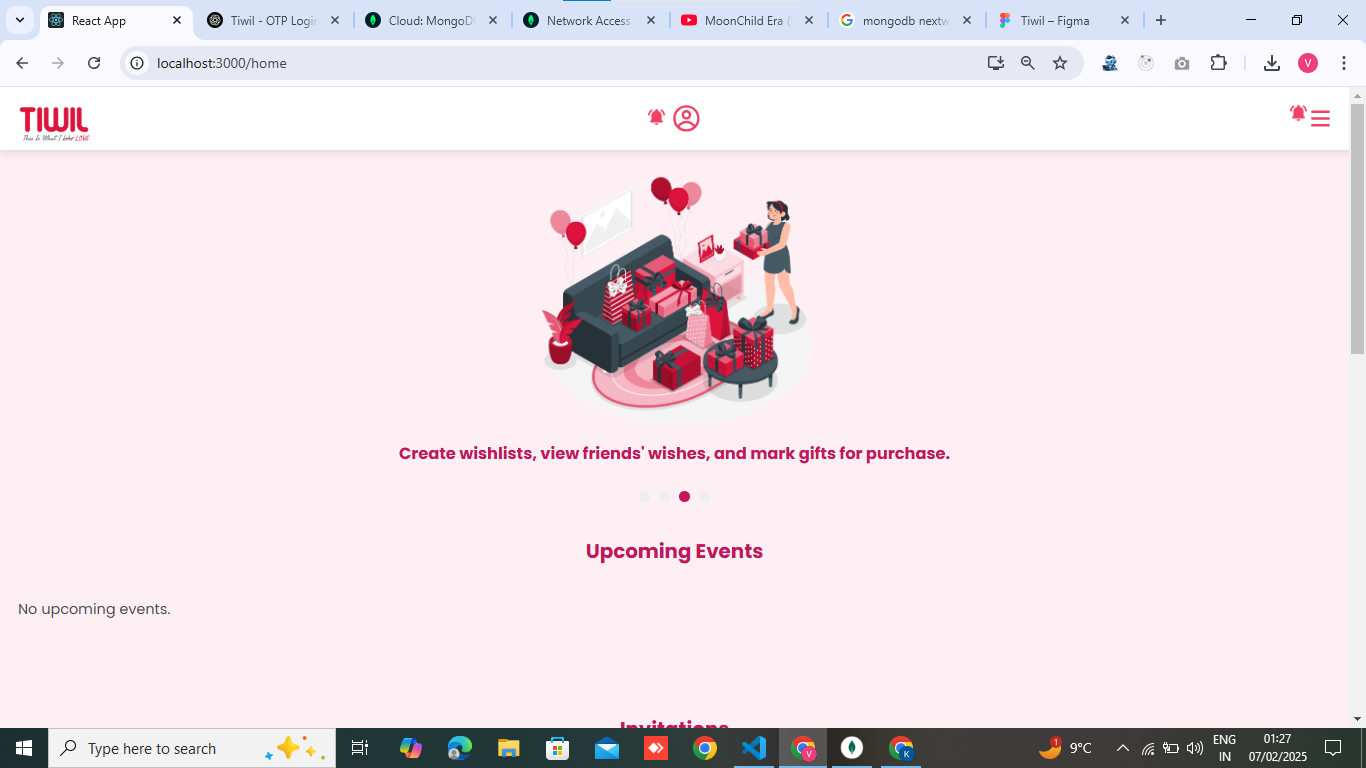 React App
Tiwil - OTP Login
Cloud: MongoDB
Network Access
MoonChild Era (
mongodb netw
Tiwil – Figma
localhost:3000/home
V
TIWIL
This Is What I LOVE
Create wishlists, view friends' wishes, and mark gifts for purchase.
Upcoming Events
No upcoming events.
Invitations
Type here to search
V
K
1
9°C
ENG
IN
01:27
07/02/2025